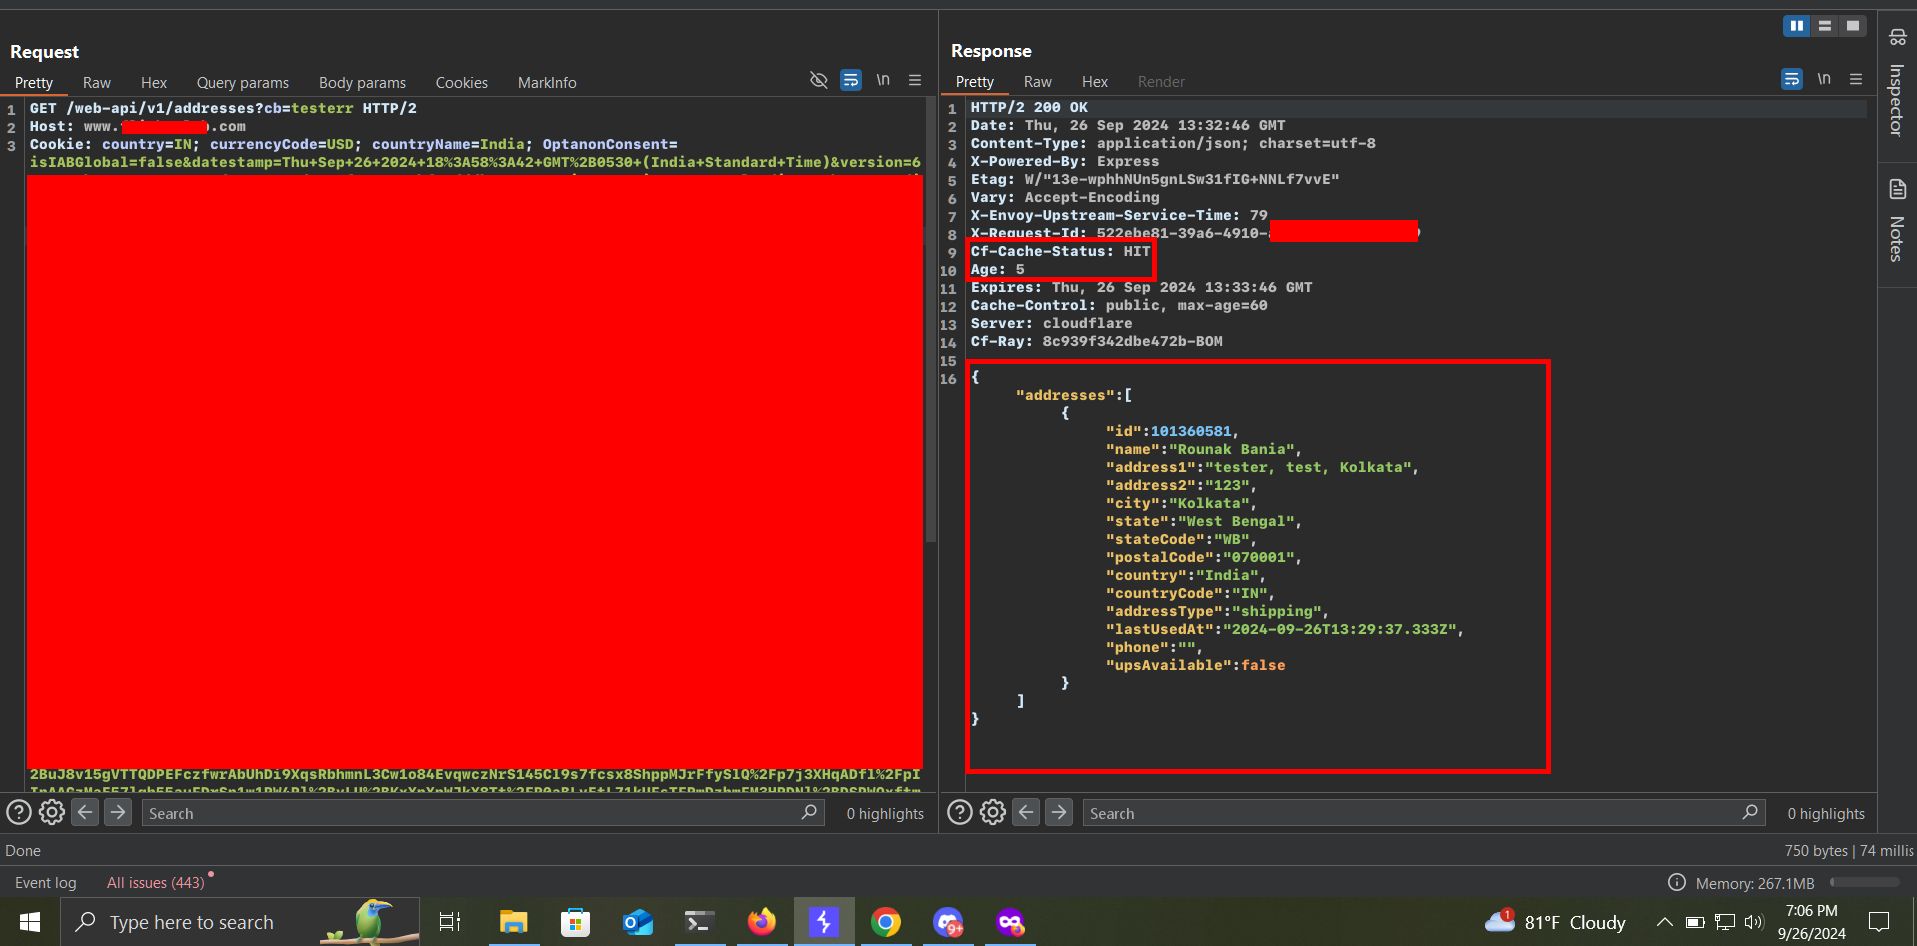 Request
Pretty Raw Hex Query params Body params Cookies MarkInfo \n
1 GET /web-api/v1/addresses?cb=testerr HTTP/2
2 Host: www. .com
3 Cookie: country=IN; currencyCode=USD; countryName=India; OptanonConsent=
isIABGlobal=false&datestamp=Thu+Sep+26+2024+18%3A58%3A42+GMT%2B0530+(India+Standard+Time)&version=6
2BuJ8v15gVTTQDPEFczfwrAbUhDi9XqsRbhmnL3Cw1o84EvqwczNrS145Cl9s7fcsx8ShppMJrFfySlQ%2Fp7j3XHqADfl%2FpI
Search
0 highlights
Response
Pretty Raw Hex Render \n
1 HTTP/2 200 OK
2 Date: Thu, 26 Sep 2024 13:32:46 GMT
3 Content-Type: application/json; charset=utf-8
4 X-Powered-By: Express
5 Etag: W/"13e-wphhNUn5gnLSw31fIG+NNLf7vvE"
6 Vary: Accept-Encoding
7 X-Envoy-Upstream-Service-Time: 79
8 X-Request-Id: 522ebe81-39a6-4910-
9 Cf-Cache-Status: HIT
10 Age: 5
11 Expires: Thu, 26 Sep 2024 13:33:46 GMT
12 Cache-Control: public, max-age=60
13 Server: cloudflare
14 Cf-Ray: 8c939f342dbe472b-BOM
15
16 {
"addresses":[
{
"id":101360581,
"name":"Rounak Bania",
"address1":"tester, test, Kolkata",
"address2":"123",
"city":"Kolkata",
"state":"West Bengal",
"stateCode":"WB",
"postalCode":"070001",
"country":"India",
"countryCode":"IN",
"addressType":"shipping",
"lastUsedAt":"2024-09-26T13:29:37.333Z",
"phone":"",
"upsAvailable":false
}
]
}
Search
0 highlights
Inspector
Notes
Done
750 bytes | 74 millis
Event log All issues (443)
Memory: 267.1MB
Type here to search
9+
1
81°F Cloudy
7:06 PM
9/26/2024